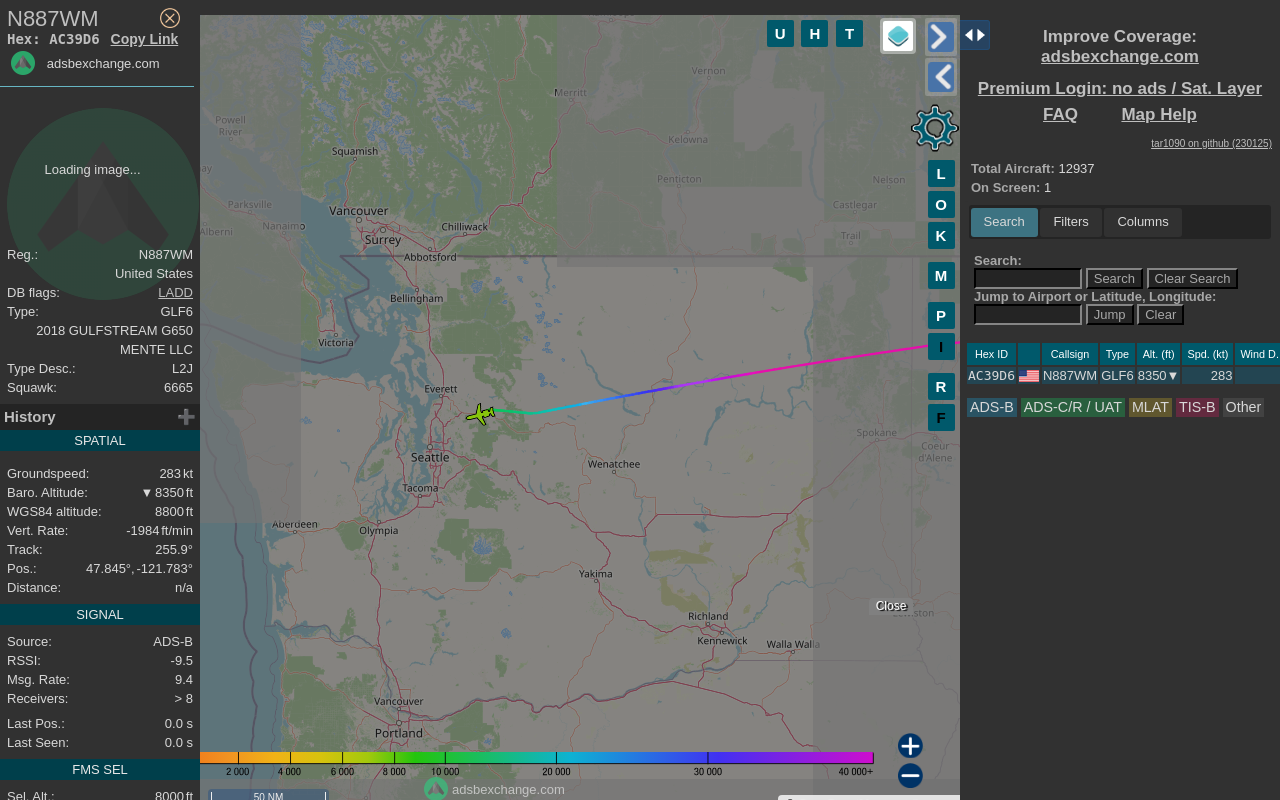 N887WM
Hex: AC39D6 Copy Link
adsbexchange.com
Loading image...
Reg.: N887WM
United States
DB flags: LADD
Type: GLF6
2018 GULFSTREAM G650
MENTE LLC
Type Desc.: L2J
Squawk: 6665
History
SPATIAL
Groundspeed: 283 kt
Baro. Altitude: ▼ 8350 ft
WGS84 altitude: 8800 ft
Vert. Rate: -1984 ft/min
Track: 255.9°
Pos.: 47.845°, -121.783°
Distance: n/a
SIGNAL
Source: ADS-B
RSSI: -9.5
Msg. Rate: 9.4
Receivers: > 8
Last Pos.: 0.0 s
Last Seen: 0.0 s
FMS SEL
Sel. Alt.: 8000 ft
U H T
L
O
K
M
P
I
R
F
Vernon
Merritt
Powell
River
Kelowna
Squamish
Penticton
Nelson
Parksville
Vancouver
Castlegar
Nanaimo
Alberni
Chilliwack
Surrey
Trail
Abbotsford
Bellingham
Victoria
Everett
Spokane
Coeur
d'Alene
Seattle
Wenatchee
Tacoma
Aberdeen
Olympia
Yakima
Close
Richland
Kennewick
Walla Walla
Vancouver
Portland
2 000 4 000 6 000 8 000 10 000 20 000 30 000 40 000+
adsbexchange.com
50 NM
Improve Coverage:
adsbexchange.com
Premium Login: no ads / Sat. Layer
FAQ Map Help
tar1090 on github (230125)
Total Aircraft: 12937
On Screen: 1
Search Filters Columns
Search:
Search Clear Search
Jump to Airport or Latitude, Longitude:
Jump Clear
Hex ID Callsign Type Alt. (ft) Spd. (kt) Wind D.
AC39D6 N887WM GLF6 8350▼ 283
ADS-B ADS-C/R / UAT MLAT TIS-B Other